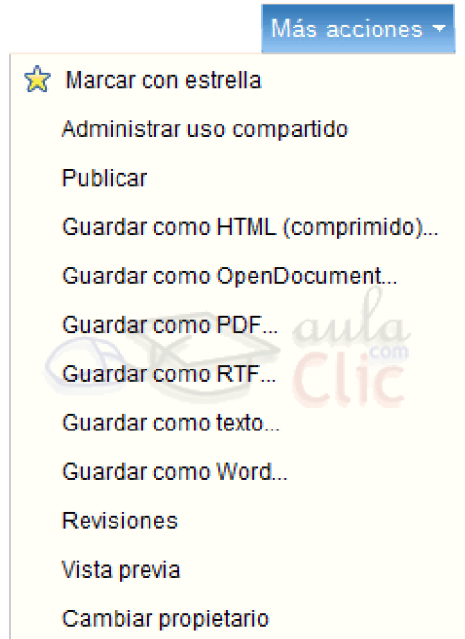 Más acciones
Marcar con estrella
Administrar uso compartido
Publicar
Guardar como HTML (comprimido)...
Guardar como OpenDocument...
Guardar como PDF...
aula
.com
Guardar como RTF...
Clic
Guardar como texto...
Guardar como Word...
Revisiones
Vista previa
Cambiar propietario